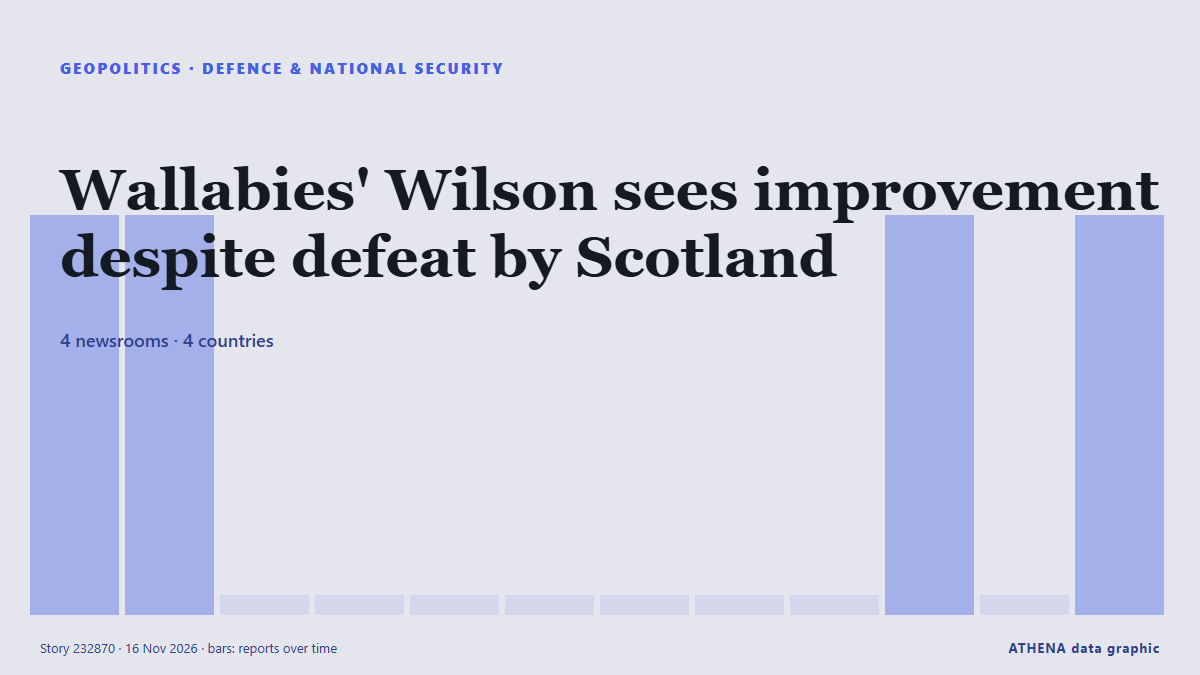 GEOPOLITICS · DEFENCE & NATIONAL SECURITY
Wallabies' Wilson sees improvement
despite defeat by Scotland
4 newsrooms · 4 countries
Story 232870 · 16 Nov 2026 · bars: reports over time
ATHENA data graphic